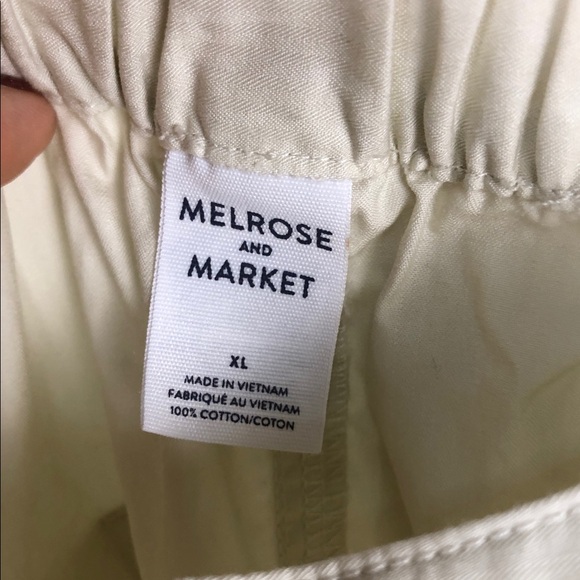 MELROSE
AND
MARKET
XL
MADE IN VIETNAM
FABRIQUÉ AU VIETNAM
100% COTTON/COTON